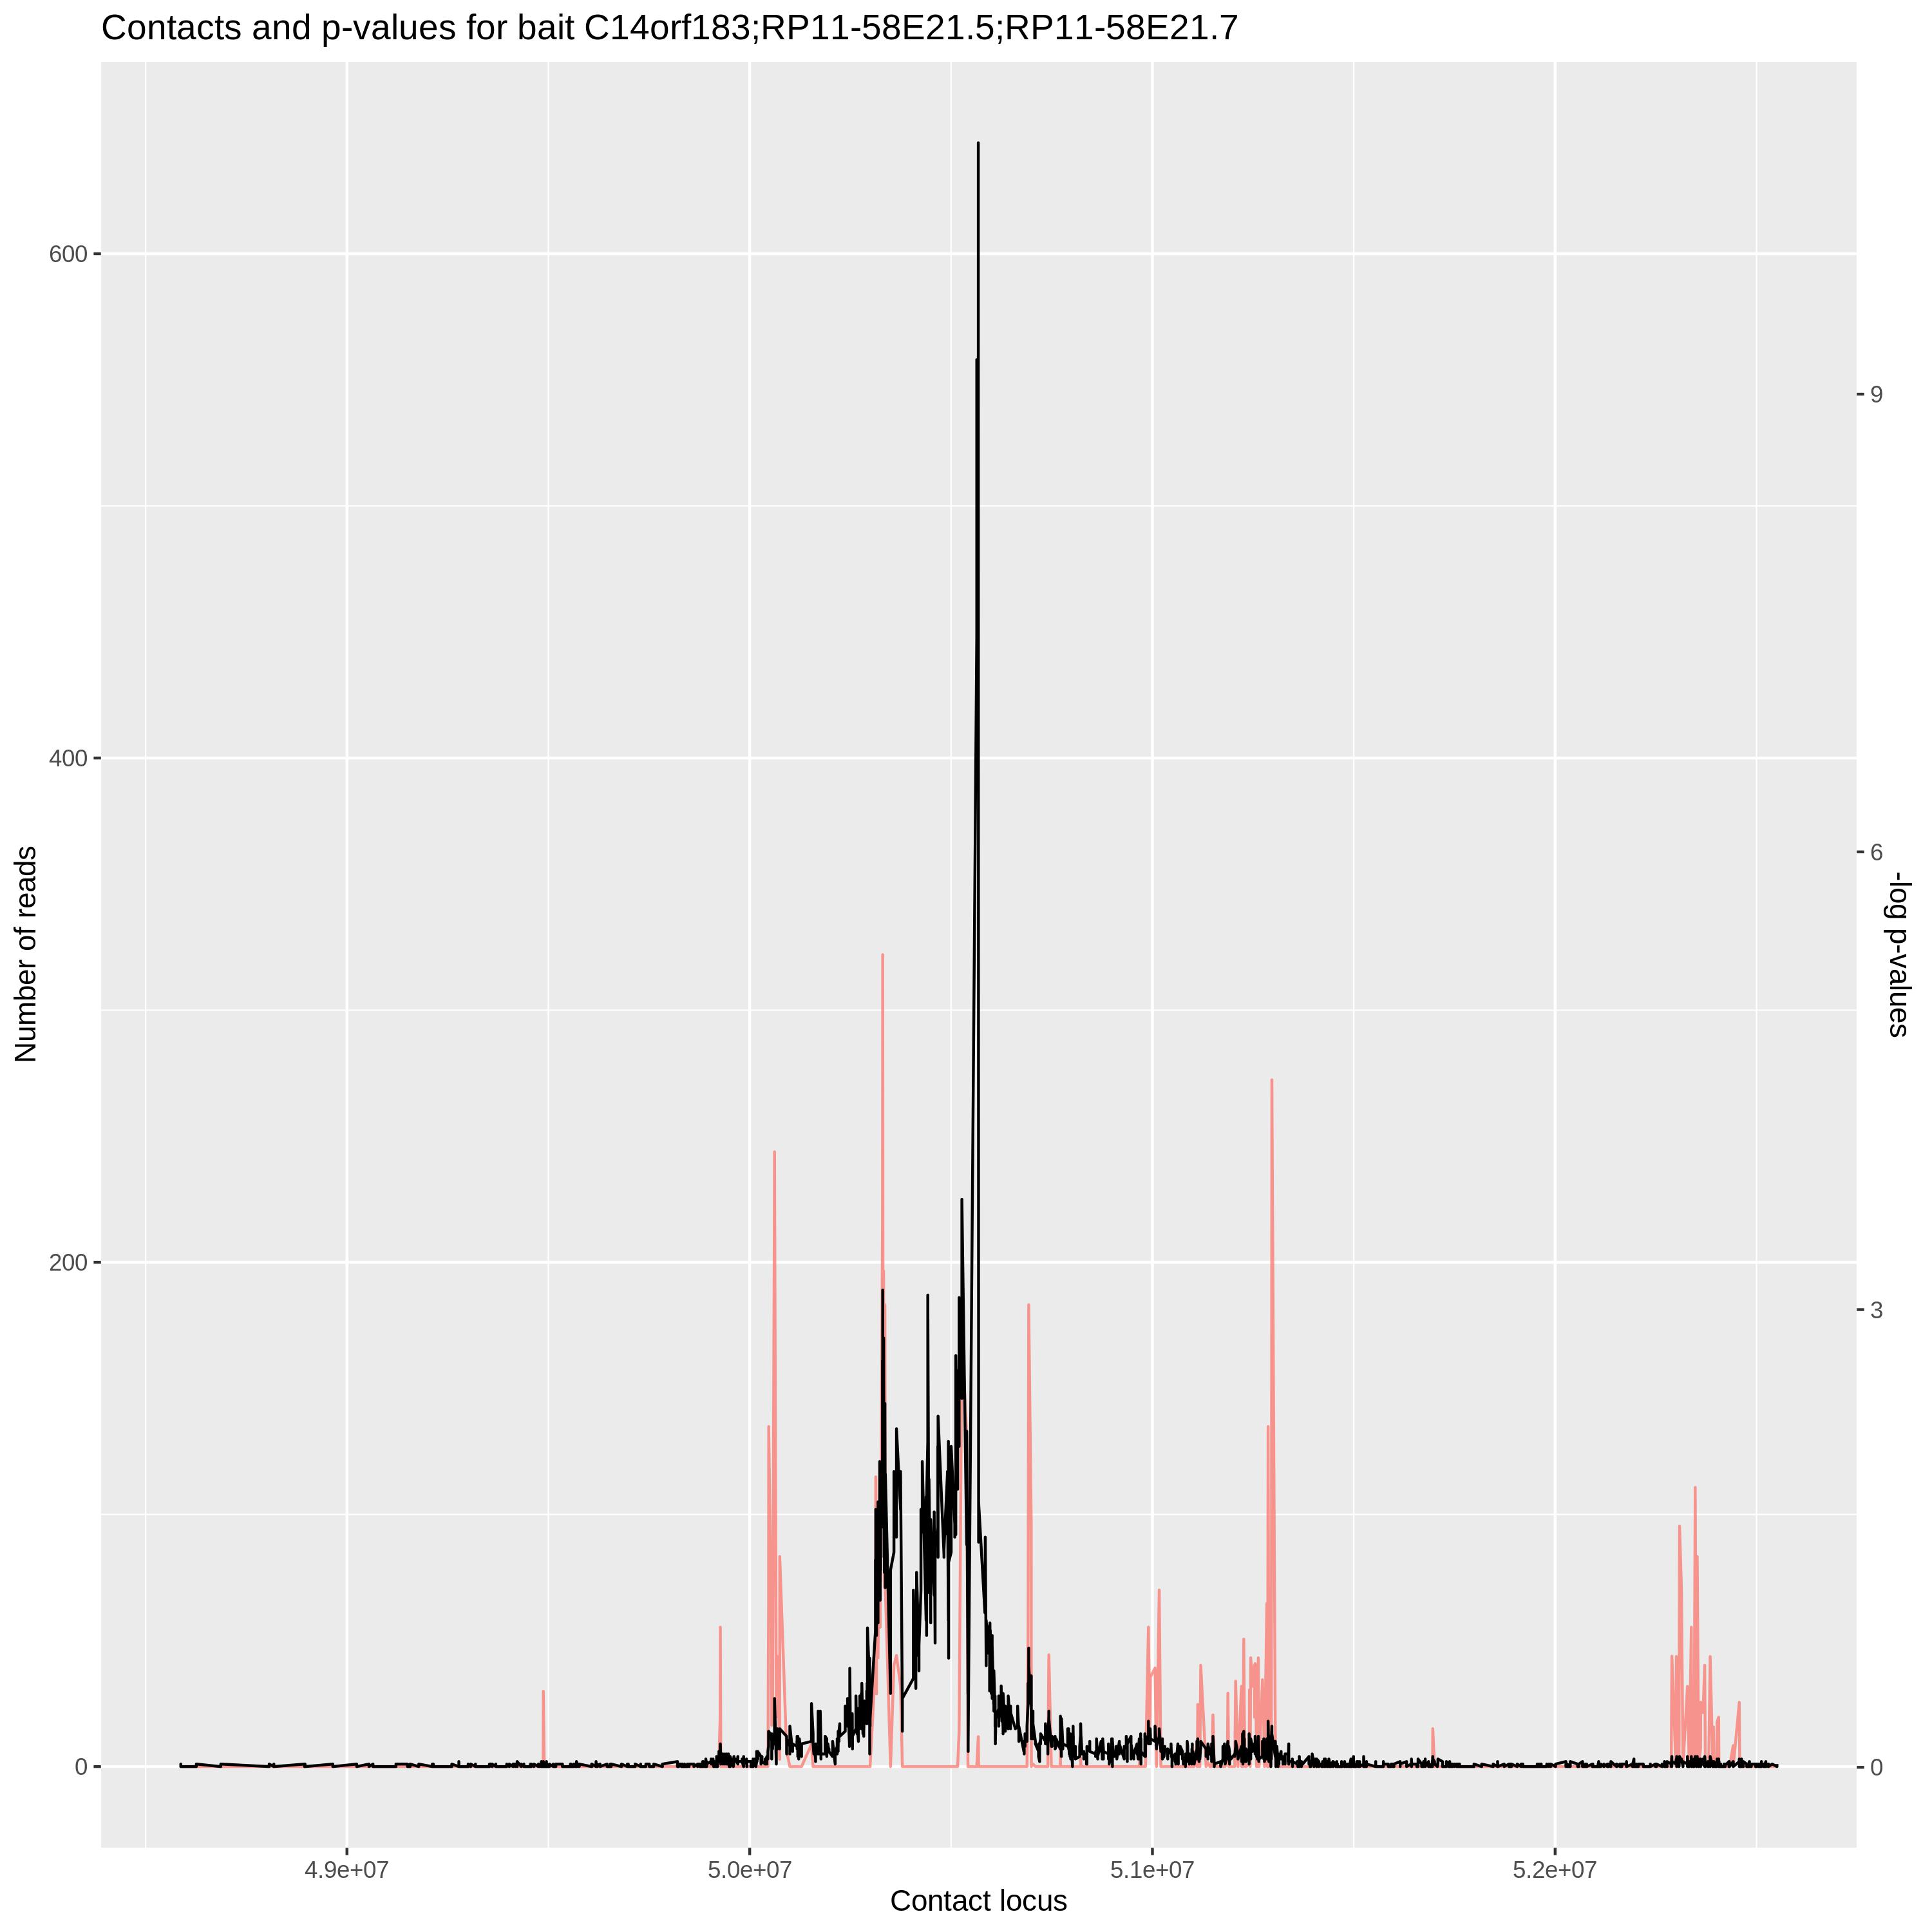 Contacts and p-values for bait C14orf183;RP11-58E21.5;RP11-58E21.7
Number of reads
600
400
200
0
9
6
3
0
-log p-values
4.9e+07
5.0e+07
5.1e+07
5.2e+07
Contact locus